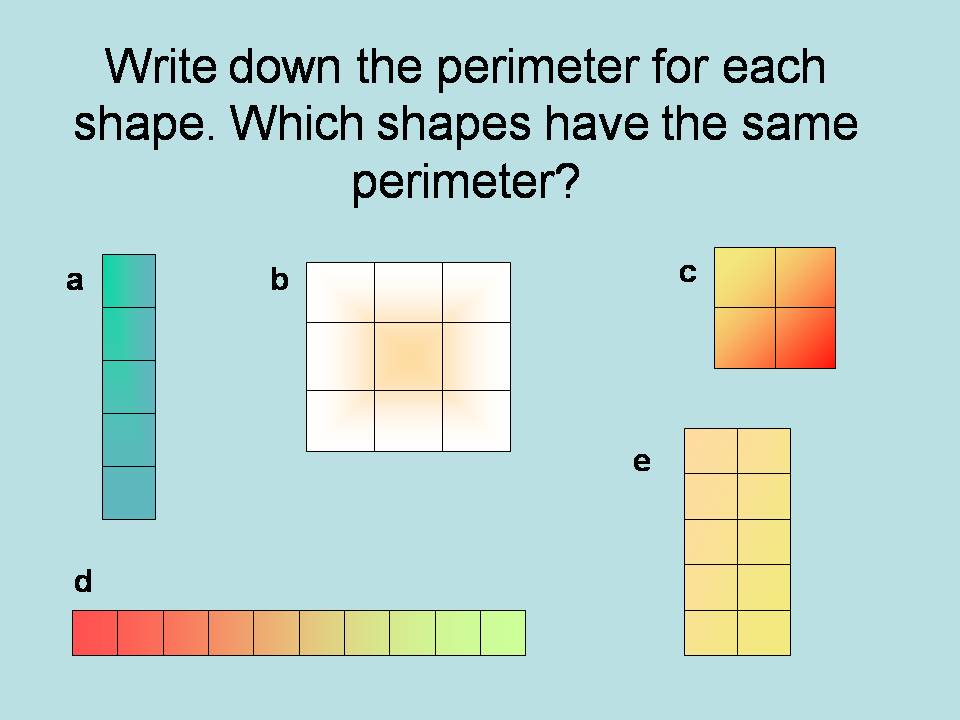 Write down the perimeter for each
shape. Which shapes have the same
perimeter?
a
b
c
e
d